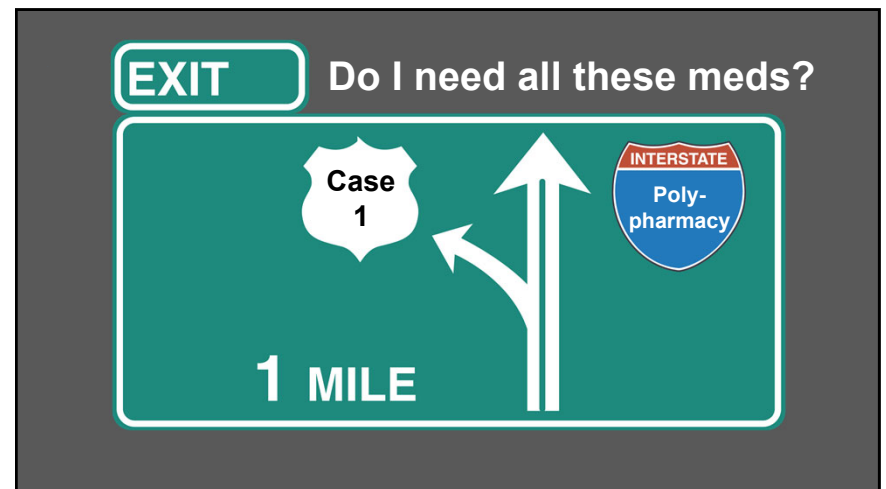 EXIT
Do I need all these meds?
Case
1
INTERSTATE
Poly-
pharmacy
1 MILE